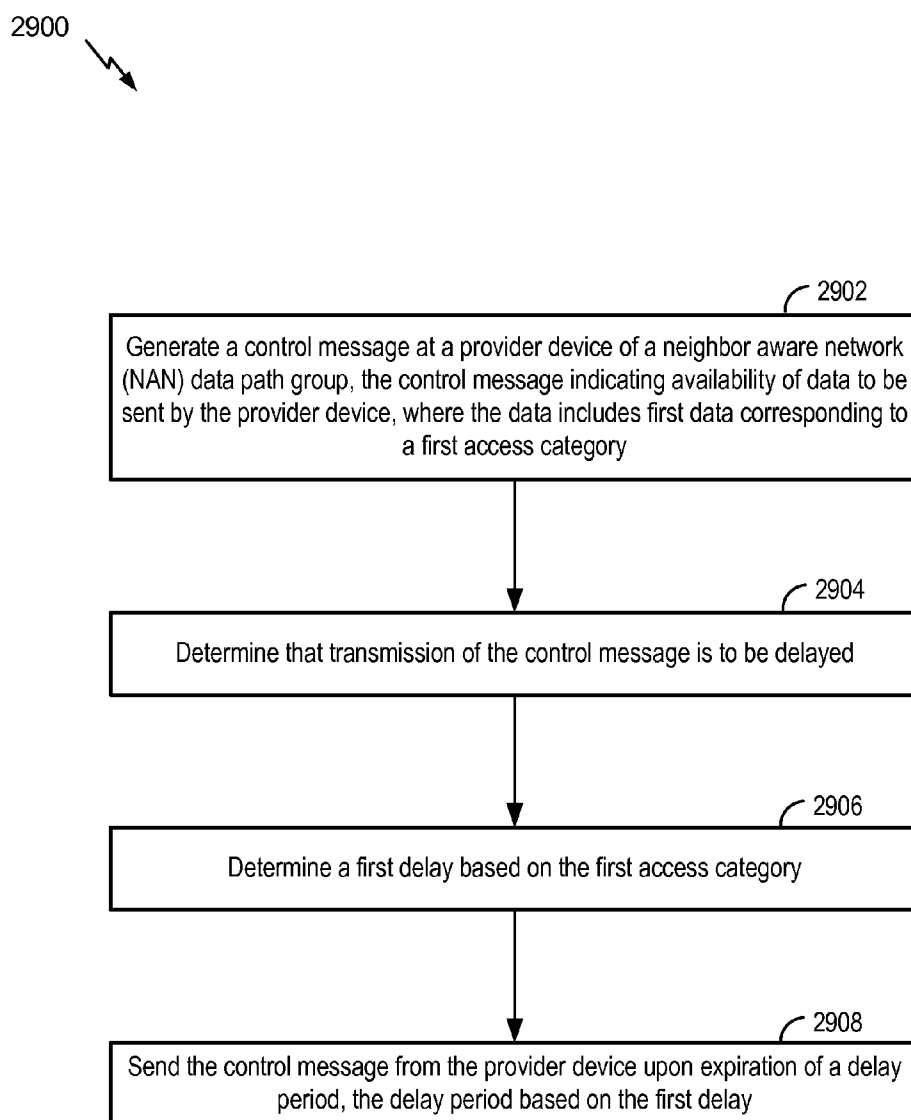 2900
2902
Generate a control message at a provider device of a neighbor aware network
(NAN) data path group, the control message indicating availability of data to be
sent by the provider device, where the data includes first data corresponding to
a first access category
2904
Determine that transmission of the control message is to be delayed
2906
Determine a first delay based on the first access category
2908
Send the control message from the provider device upon expiration of a delay
period, the delay period based on the first delay